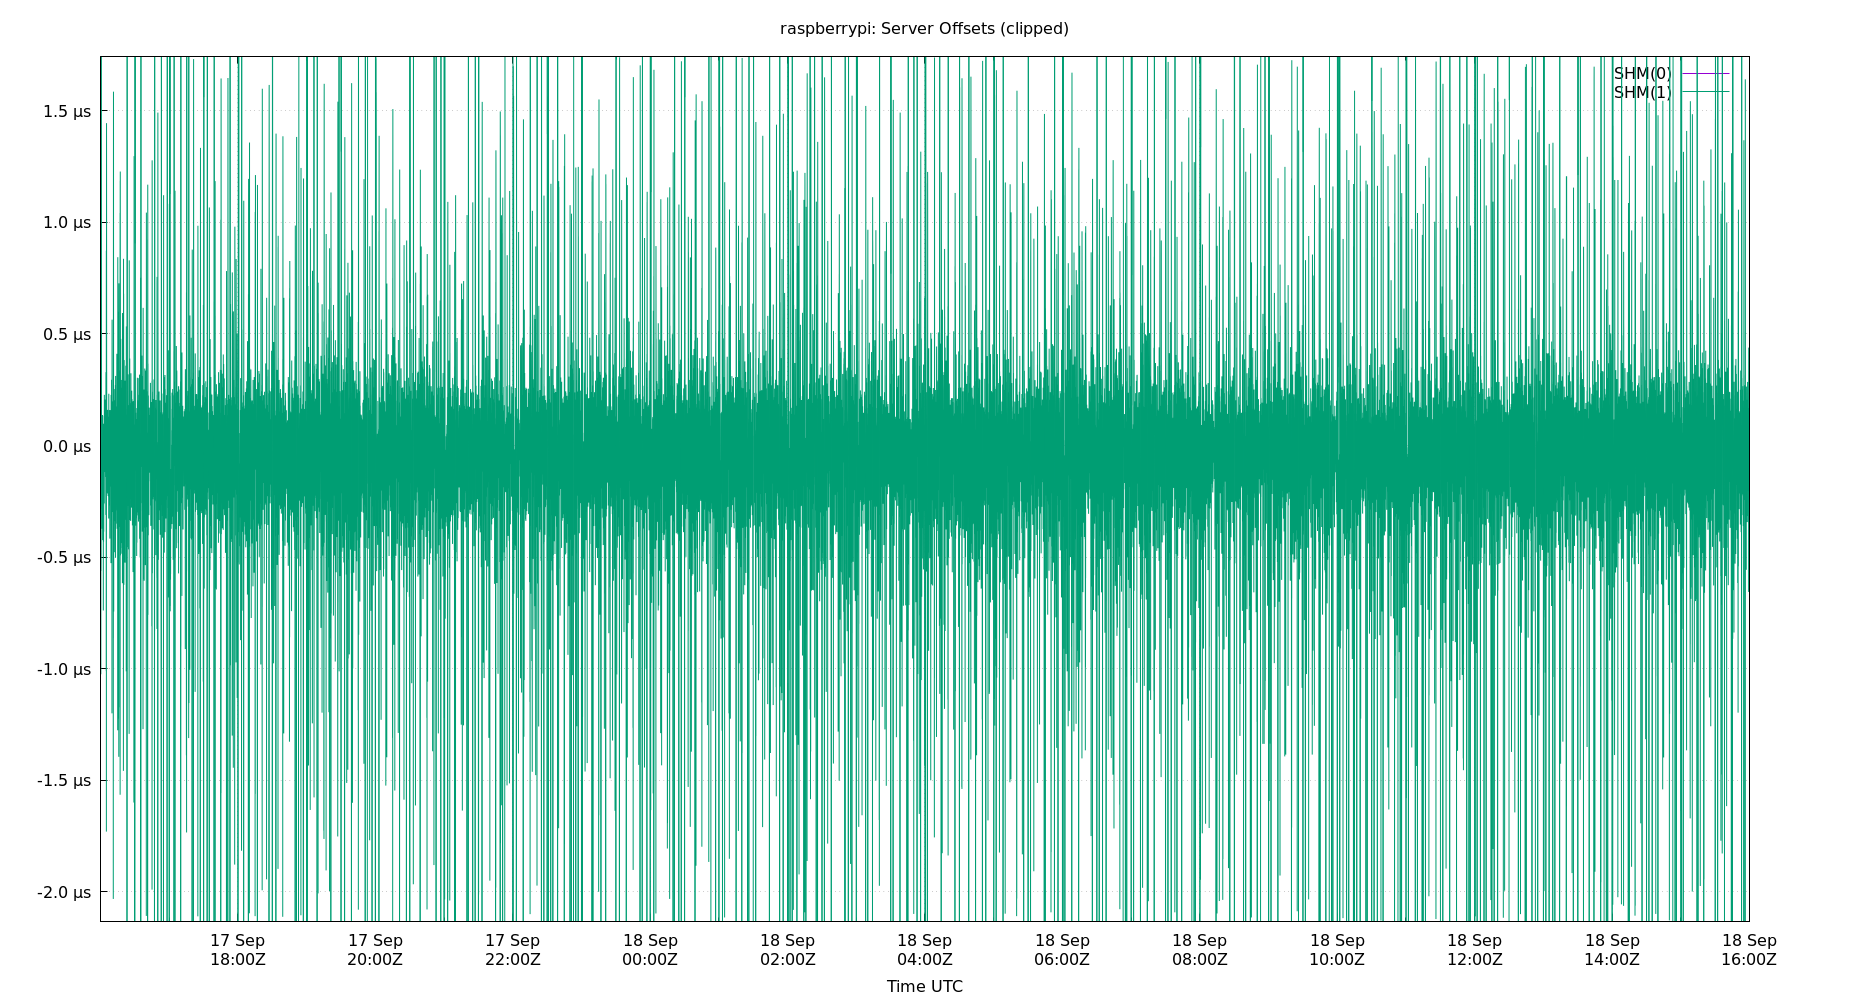 raspberrypi: Server Offsets (clipped)
SHM(0)
SHM(1)
1.5 µs
1.0 µs
0.5 µs
0.0 µs
-0.5 µs
-1.0 µs
-1.5 µs
-2.0 µs
17 Sep 17 Sep 17 Sep 18 Sep 18 Sep 18 Sep 18 Sep 18 Sep 18 Sep 18 Sep 18 Sep 18 Sep
18:00Z 20:00Z 22:00Z 00:00Z 02:00Z 04:00Z 06:00Z 08:00Z 10:00Z 12:00Z 14:00Z 16:00Z
Time UTC